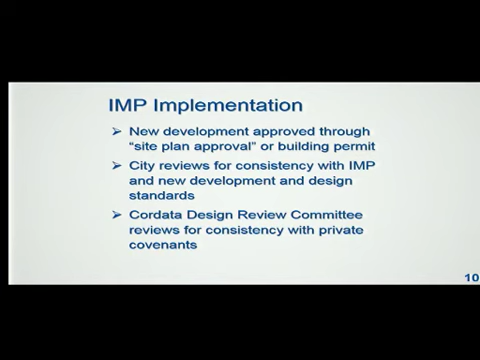 IMP Implementation
➢ New development approved through
"site plan approval" or building permit
➢ City reviews for consistency with IMP
and new development and design
standards
➢ Cordata Design Review Committee
reviews for consistency with private
covenants
10